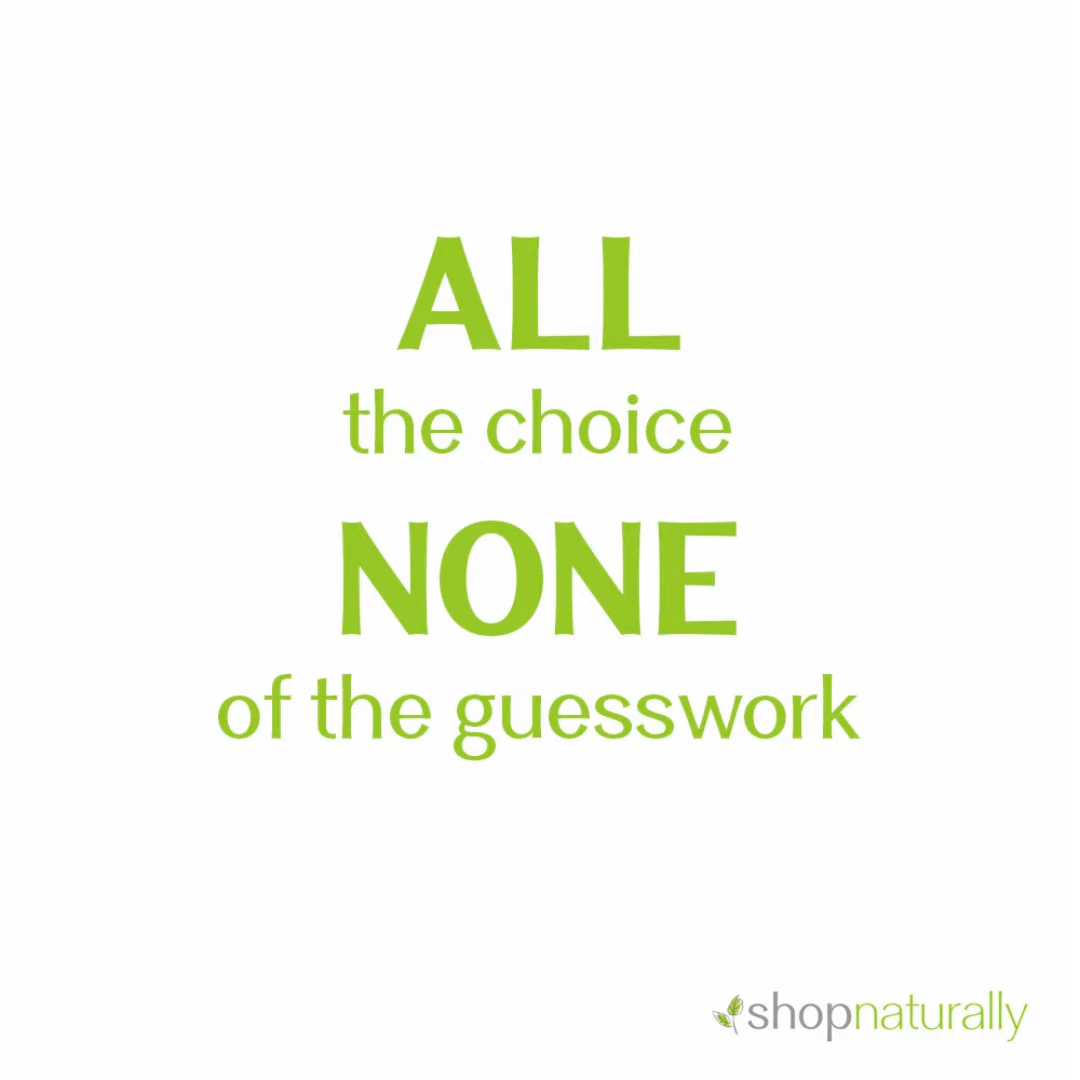 ALL
the choice
NONE
of the guesswork
shopnaturally